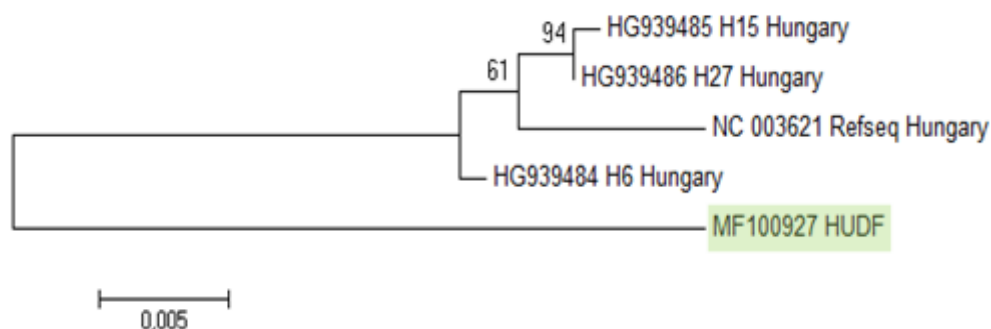 94
HG939485 H15 Hungary
61
HG939486 H27 Hungary
NC 003621 Refseq Hungary
HG939484 H6 Hungary
MF100927 HUDF
0.005